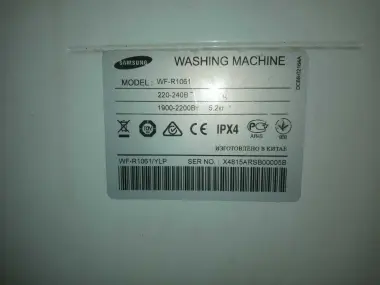 SAMSUNG WASHING MACHINE
MODEL : WF-R1061
220-240В
1900-2200Вт 5.2кг
IPX4
ИЗГОТОВЛЕНО В КИТАЕ
WF-R1061/YLP SER NO. : X4815ARSB00005B